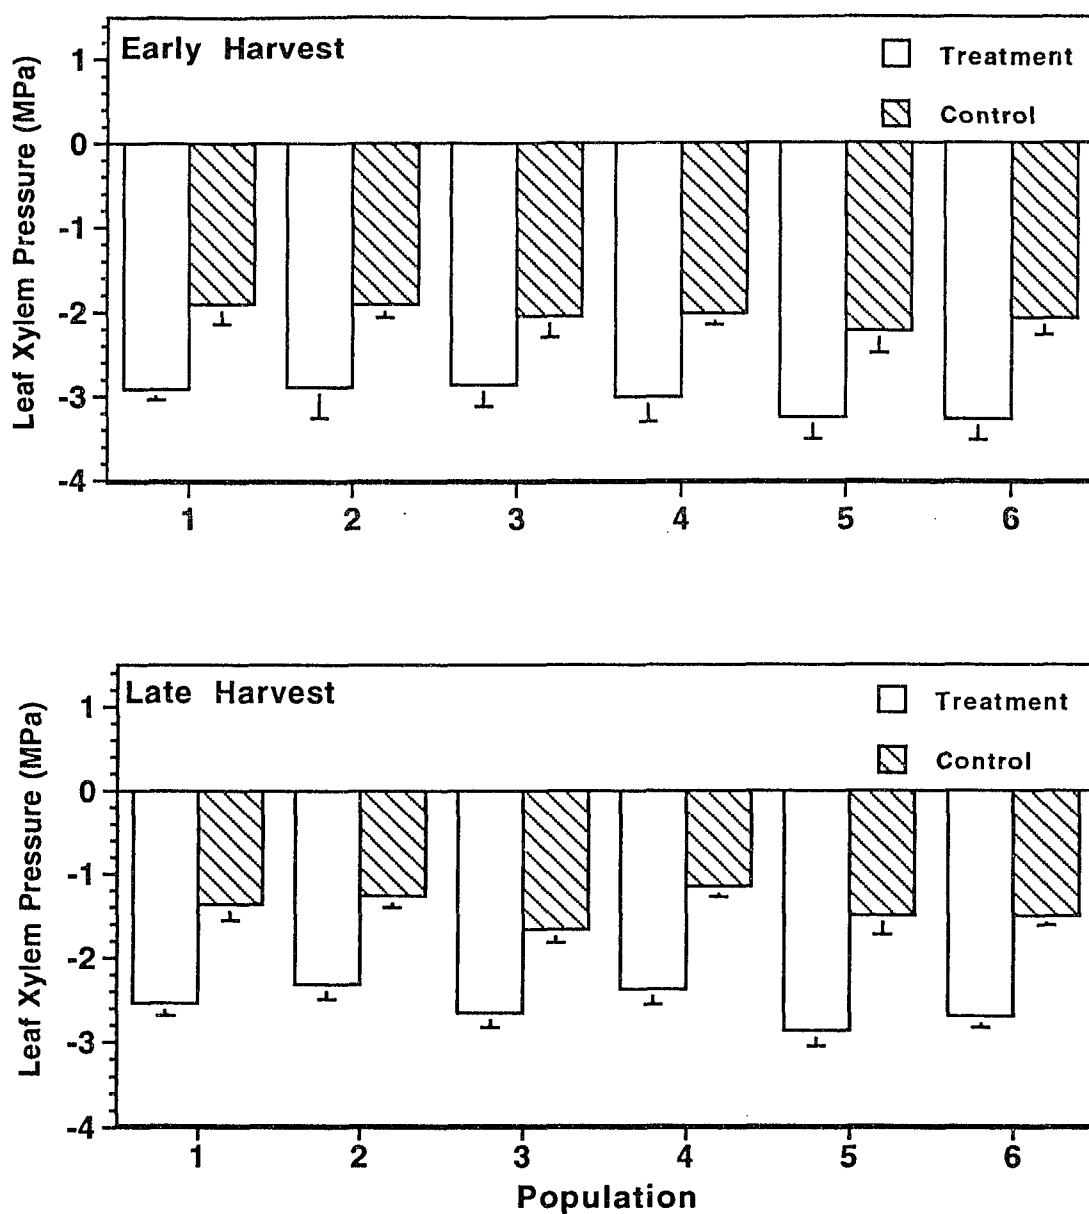 Early Harvest
Treatment
Control
Leaf Xylem Pressure (MPa)
1
0
-1
-2
-3
-4
1 2 3 4 5 6
Late Harvest
Treatment
Control
Leaf Xylem Pressure (MPa)
1
0
-1
-2
-3
-4
1 2 3 4 5 6
Population